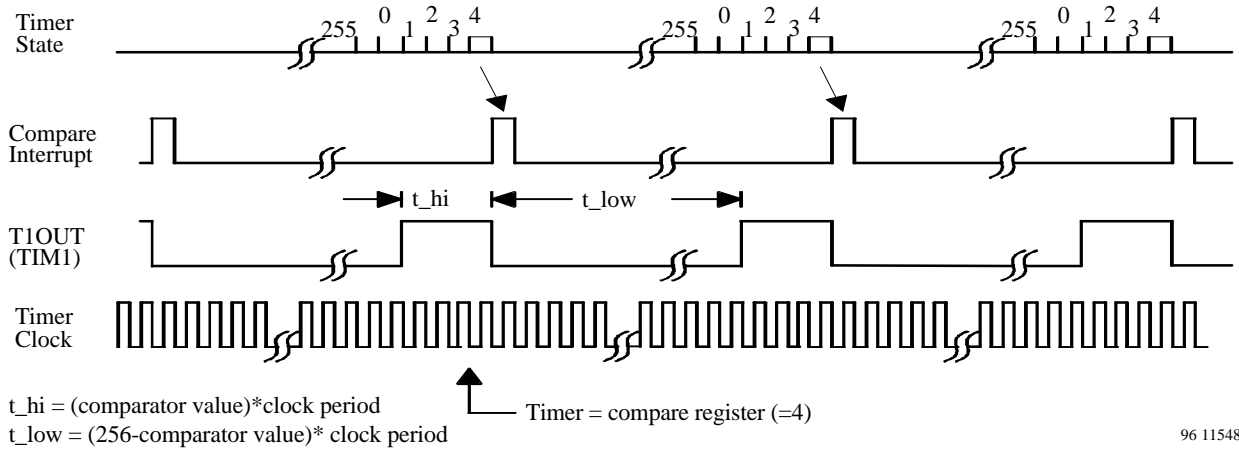 Timer State
255 0 1 2 3 4 255 0 1 2 3 4 255 0 1 2 3 4
Compare Interrupt
t_hi t_low
T1OUT (TIM1)
Timer Clock
t_hi = (comparator value)*clock period
Timer = compare register (=4)
t_low = (256-comparator value)* clock period
96 11548